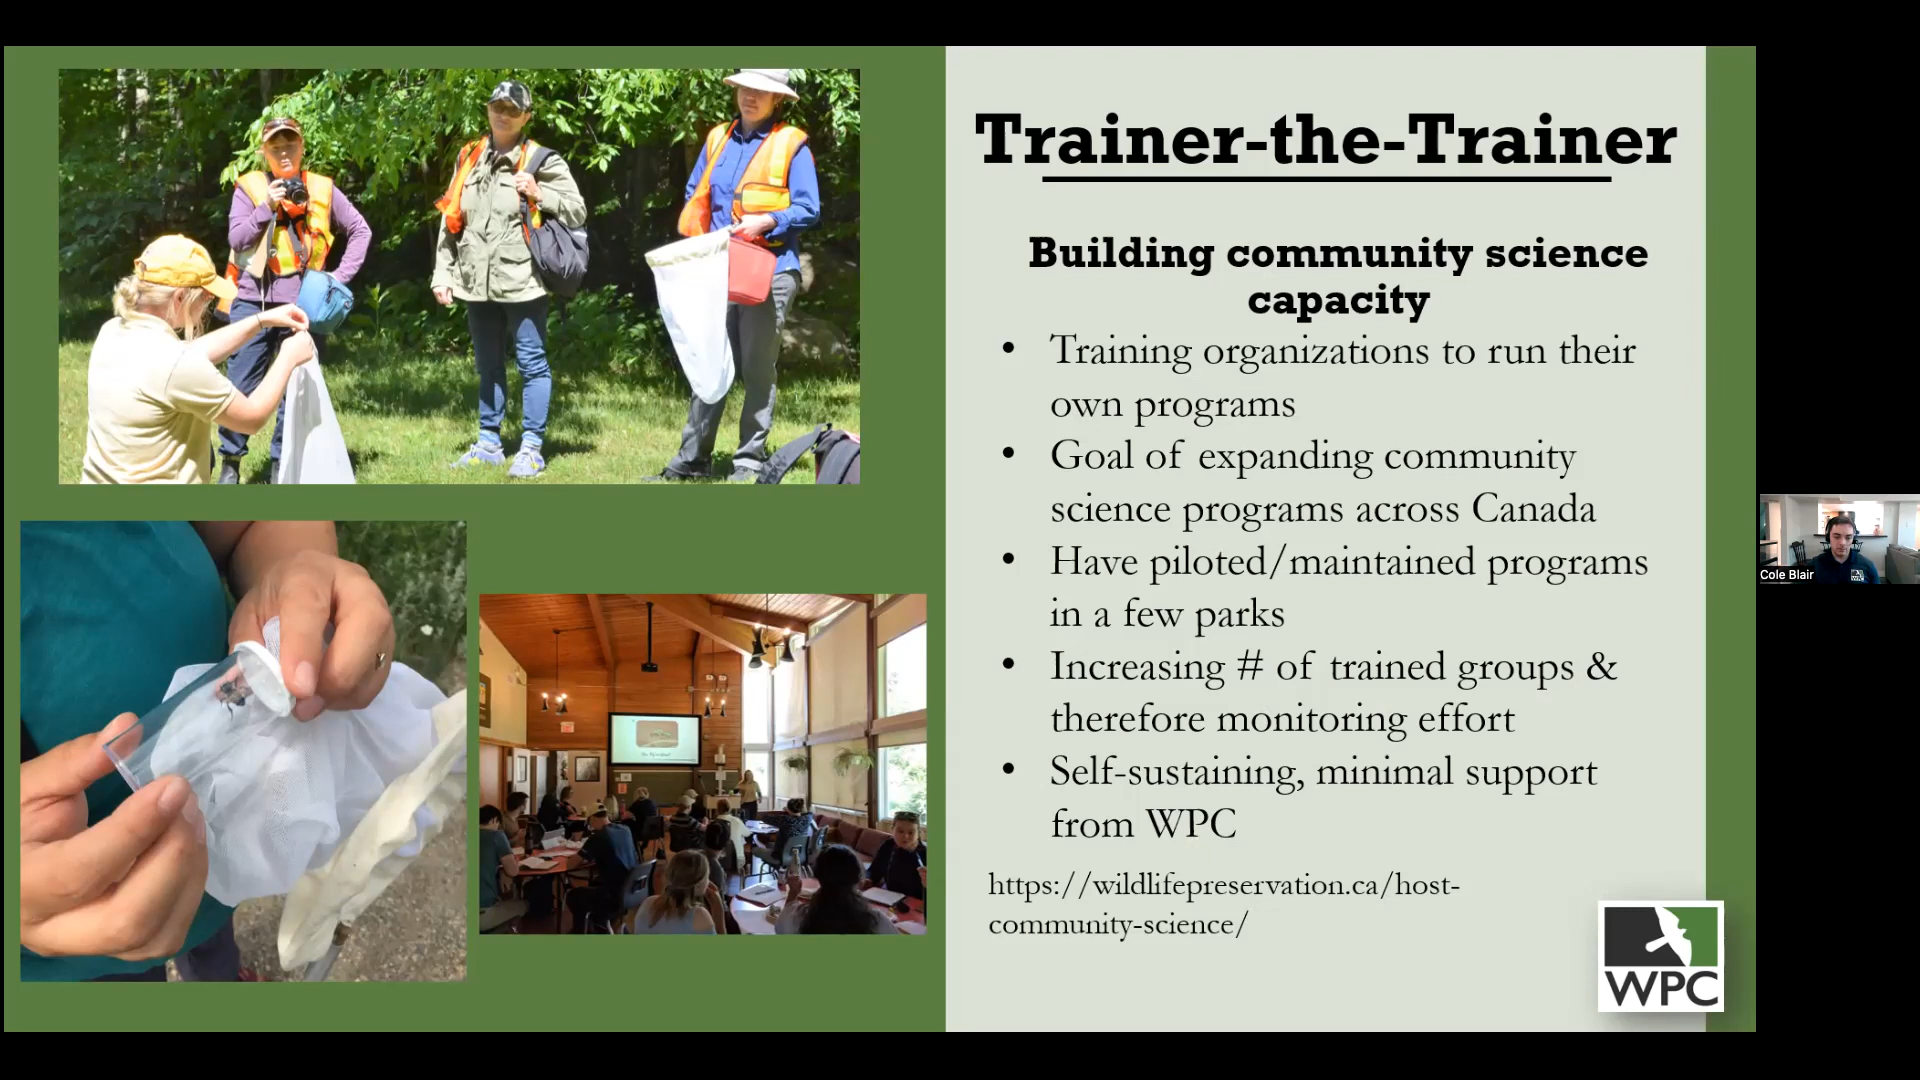 Trainer-the-Trainer
Building community science
capacity
• Training organizations to run their
own programs
• Goal of expanding community
science programs across Canada
• Have piloted/maintained programs
in a few parks
• Increasing # of trained groups &
therefore monitoring effort
• Self-sustaining, minimal support
from WPC
https://wildlifepreservation.ca/host-
community-science/
WPC
Cole Blair